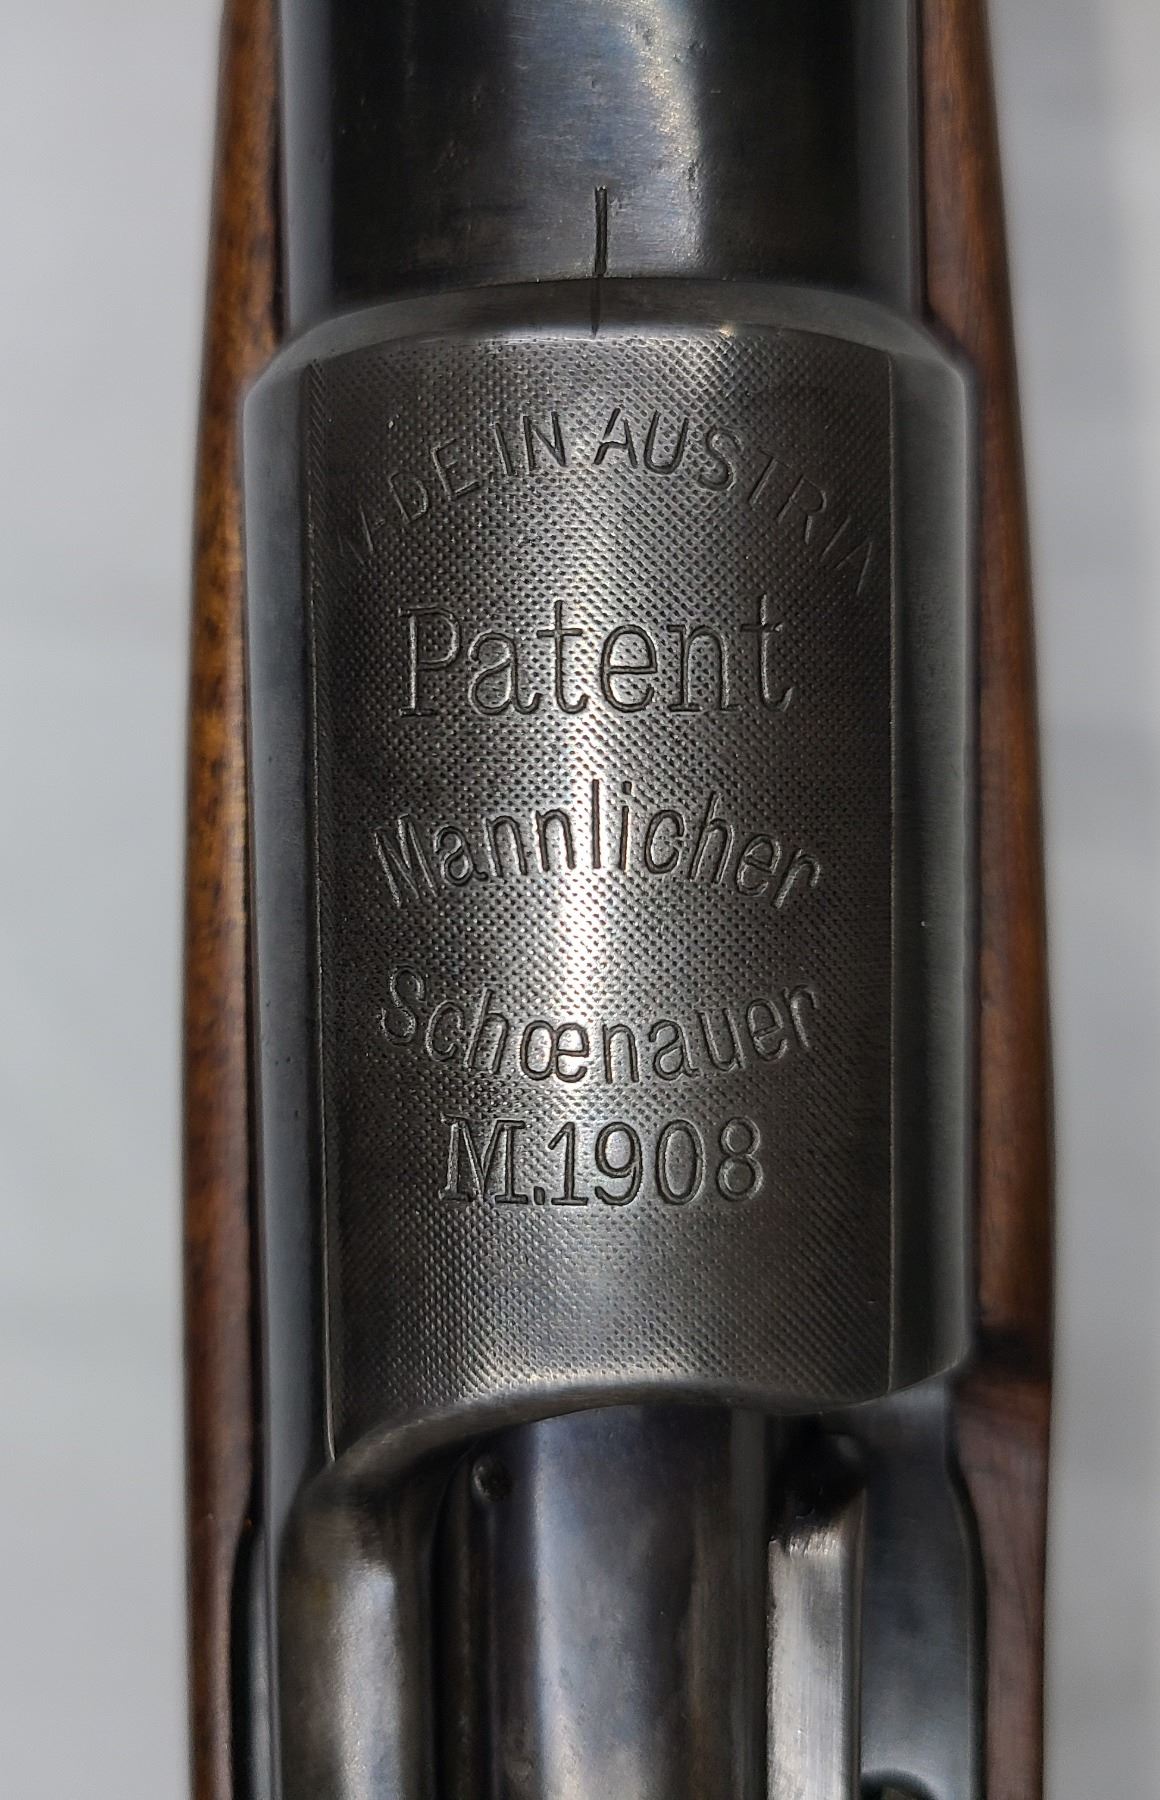 MADE IN AUSTRIA
Patent
Mannlicher
Schœnauer
M.1908